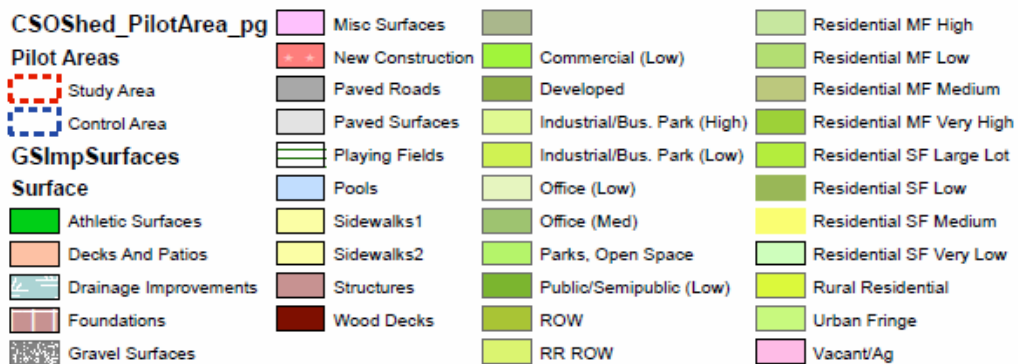 CSOShed_PilotArea_pg
Pilot Areas
Study Area
Control Area
GSImpSurfaces
Surface
Athletic Surfaces
Decks And Patios
Drainage Improvements
Foundations
Gravel Surfaces
Misc Surfaces
New Construction
Paved Roads
Paved Surfaces
Playing Fields
Pools
Sidewalks1
Sidewalks2
Structures
Wood Decks
Commercial (Low)
Developed
Industrial/Bus. Park (High)
Industrial/Bus. Park (Low)
Office (Low)
Office (Med)
Parks, Open Space
Public/Semipublic (Low)
ROW
RR ROW
Residential MF High
Residential MF Low
Residential MF Medium
Residential MF Very High
Residential SF Large Lot
Residential SF Low
Residential SF Medium
Residential SF Very Low
Rural Residential
Urban Fringe
Vacant/Ag